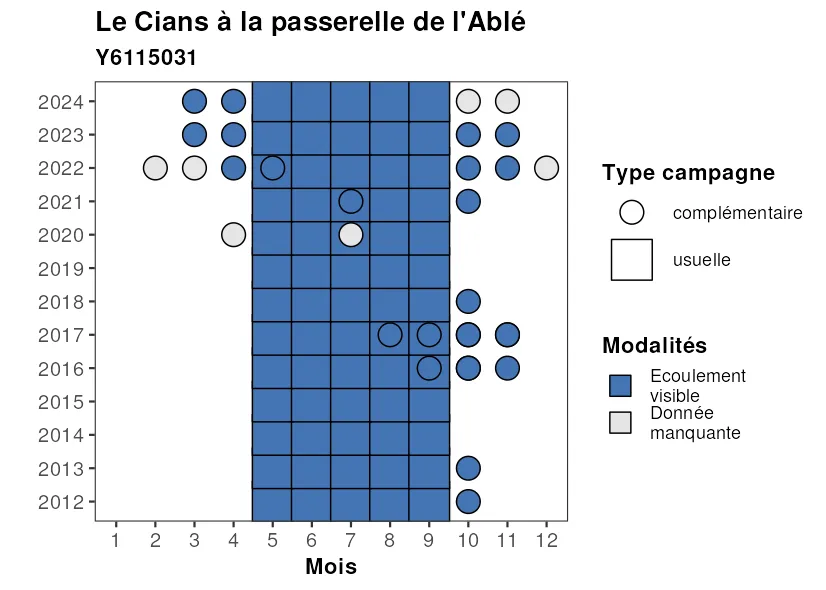 Le Cians à la passerelle de l'Ablé
Y6115031
2024
2023
2022
2021
2020
2019
2018
2017
2016
2015
2014
2013
2012
1 2 3 4 5 6 7 8 9 10 11 12
Mois
Type campagne
complémentaire
usuelle
Modalités
Ecoulement
visible
Donnée
manquante